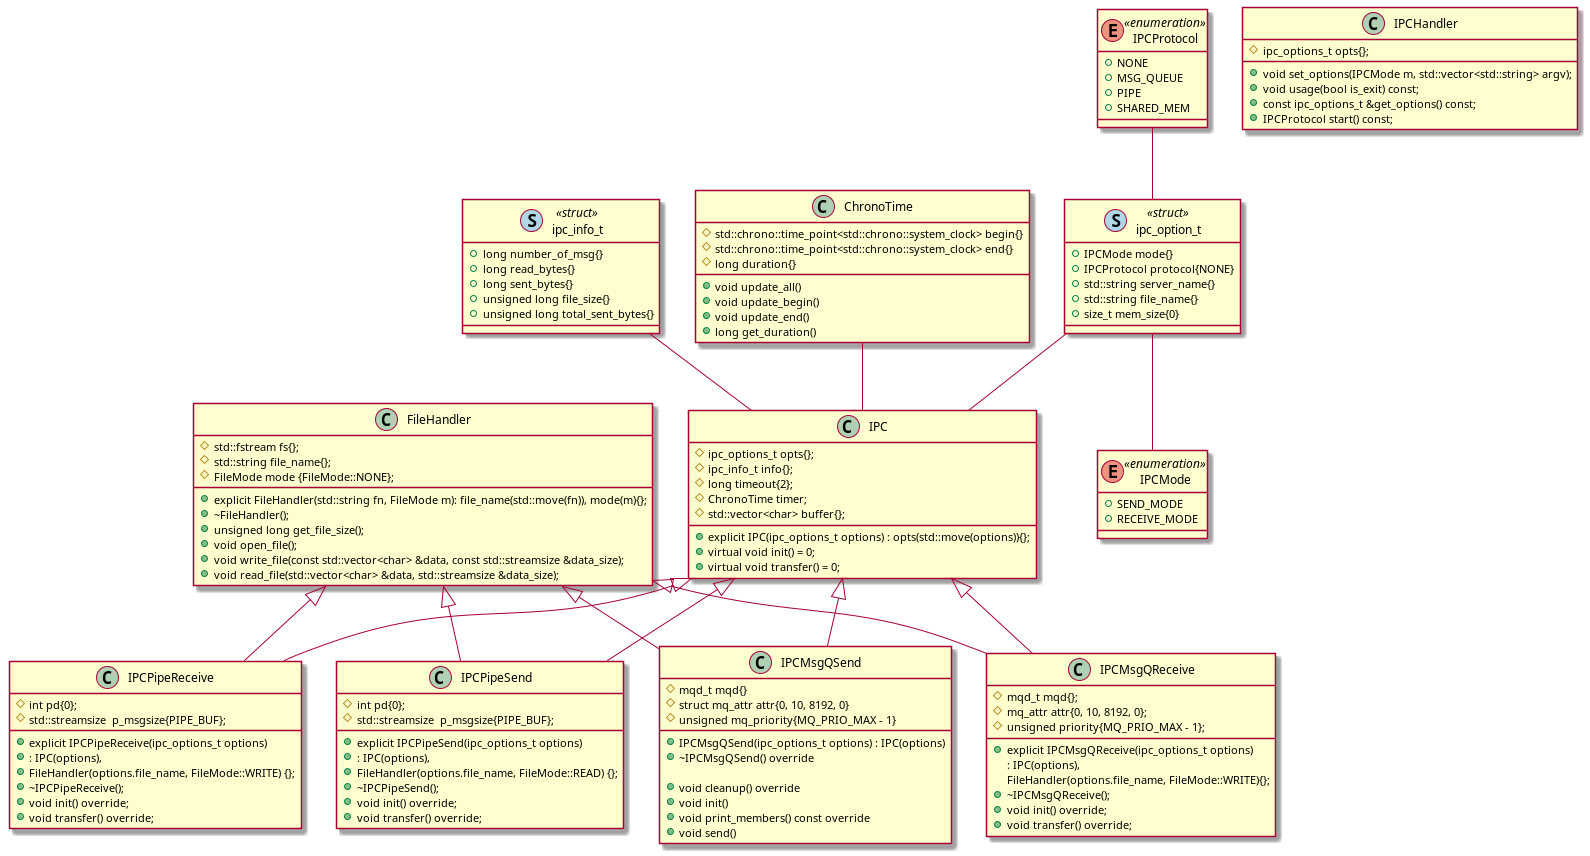 E
«enumeration»
IPCProtocol
NONE
MSG_QUEUE
PIPE
SHARED_MEM
C
IPCHandler
ipc_options_t opts{};
void set_options(IPCMode m, std::vector<std::string> argv);
void usage(bool is_exit) const;
const ipc_options_t &get_options() const;
IPCProtocol start() const;
S
«struct»
ipc_info_t
long number_of_msg{}
long read_bytes{}
long sent_bytes{}
unsigned long file_size{}
unsigned long total_sent_bytes{}
C
ChronoTime
std::chrono::time_point<std::chrono::system_clock> begin{}
std::chrono::time_point<std::chrono::system_clock> end{}
long duration{}
void update_all()
void update_begin()
void update_end()
long get_duration()
S
«struct»
ipc_option_t
IPCMode mode{}
IPCProtocol protocol{NONE}
std::string server_name{}
std::string file_name{}
size_t mem_size{0}
C
FileHandler
std::fstream fs{};
std::string file_name{};
FileMode mode {FileMode::NONE};
explicit FileHandler(std::string fn, FileMode m): file_name(std::move(fn)), mode(m){};
~FileHandler();
unsigned long get_file_size();
void open_file();
void write_file(const std::vector<char> &data, const std::streamsize &data_size);
void read_file(std::vector<char> &data, std::streamsize &data_size);
C
IPC
ipc_options_t opts{};
ipc_info_t info{};
long timeout{2};
ChronoTime timer;
std::vector<char> buffer{};
explicit IPC(ipc_options_t options) : opts(std::move(options)){};
virtual void init() = 0;
virtual void transfer() = 0;
E
«enumeration»
IPCMode
SEND_MODE
RECEIVE_MODE
C
IPCPipeReceive
int pd{0};
std::streamsize  p_msgsize{PIPE_BUF};
explicit IPCPipeReceive(ipc_options_t options)
: IPC(options),
FileHandler(options.file_name, FileMode::WRITE) {};
~IPCPipeReceive();
void init() override;
void transfer() override;
C
IPCPipeSend
int pd{0};
std::streamsize  p_msgsize{PIPE_BUF};
explicit IPCPipeSend(ipc_options_t options)
: IPC(options),
FileHandler(options.file_name, FileMode::READ) {};
~IPCPipeSend();
void init() override;
void transfer() override;
C
IPCMsgQSend
mqd_t mqd{}
struct mq_attr attr{0, 10, 8192, 0}
unsigned mq_priority{MQ_PRIO_MAX - 1}
IPCMsgQSend(ipc_options_t options) : IPC(options)
~IPCMsgQSend() override
void cleanup() override
void init()
void print_members() const override
void send()
C
IPCMsgQReceive
mqd_t mqd{};
mq_attr attr{0, 10, 8192, 0};
unsigned priority{MQ_PRIO_MAX - 1};
explicit IPCMsgQReceive(ipc_options_t options)
: IPC(options),
FileHandler(options.file_name, FileMode::WRITE){};
~IPCMsgQReceive();
void init() override;
void transfer() override;